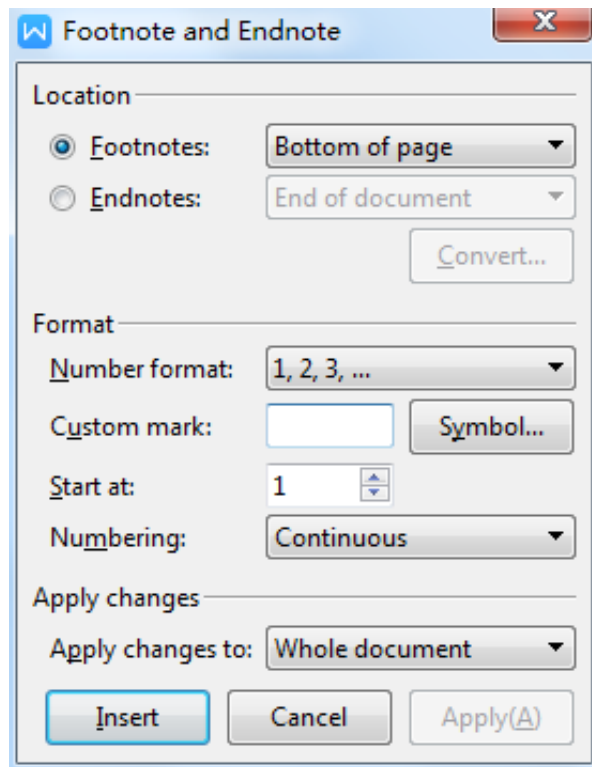 Footnote and Endnote
Location
Footnotes: Bottom of page
Endnotes: End of document
Convert...
Format
Number format: 1, 2, 3, ...
Custom mark: Symbol...
Start at: 1
Numbering: Continuous
Apply changes
Apply changes to: Whole document
Insert Cancel Apply(A)